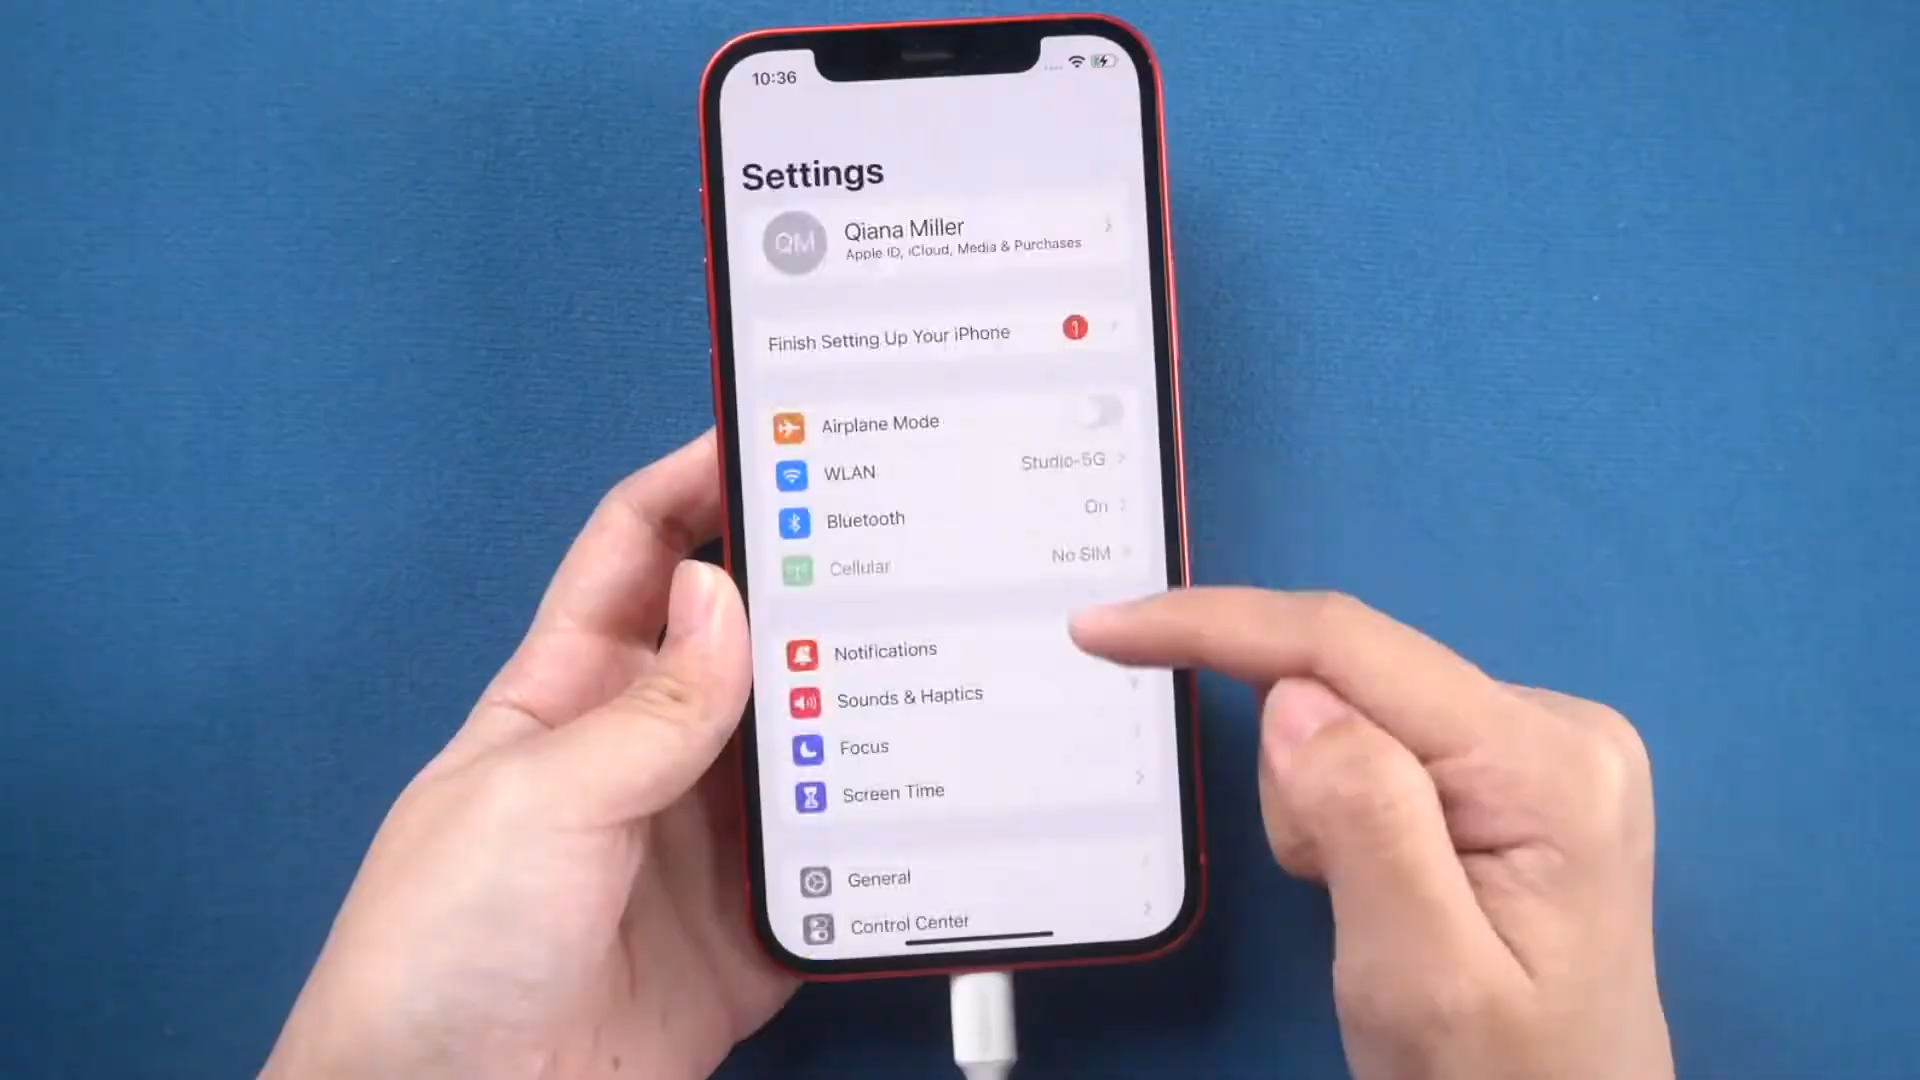 10:36
Settings
QM
Qiana Miller
Apple ID, iCloud, Media & Purchases
Finish Setting Up Your iPhone
1
Airplane Mode
WLAN
Studio-5G
Bluetooth
On
Cellular
No SIM
Notifications
Sounds & Haptics
Focus
Screen Time
General
Control Center